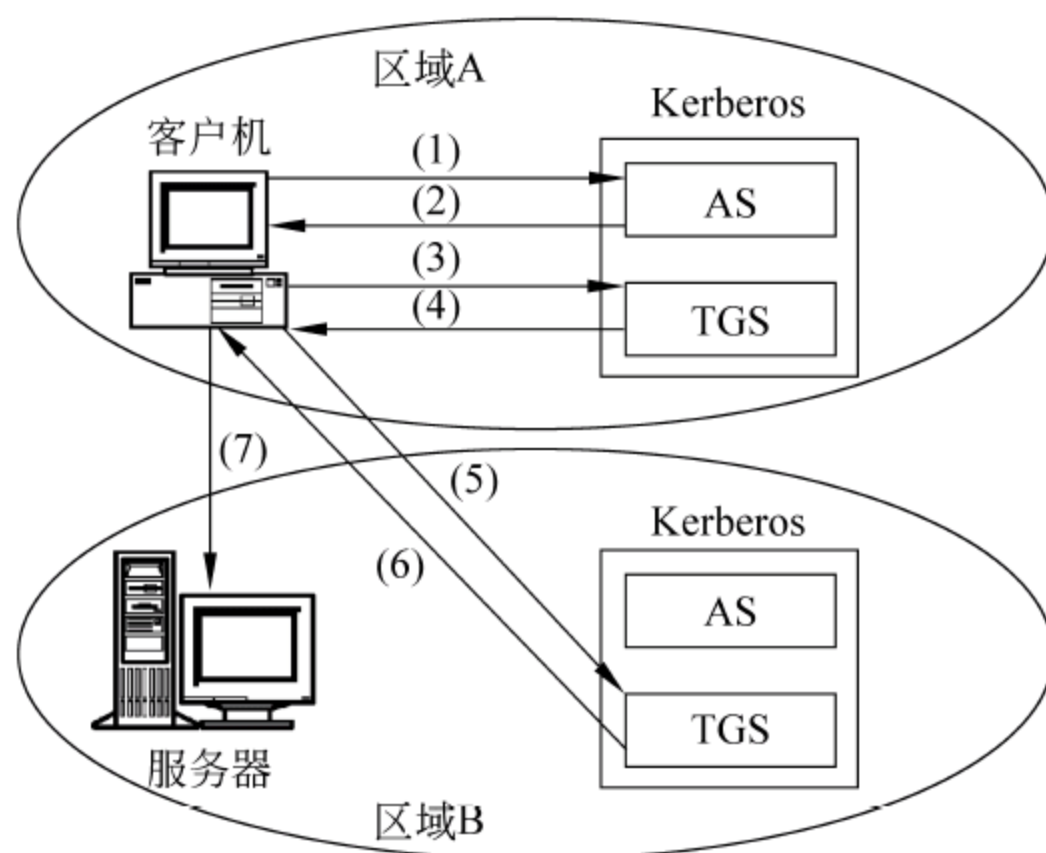 区域A
Kerberos
客户机
(1)
AS
(2)
(3)
(4)
TGS
(7)
(5)
Kerberos
(6)
AS
TGS
服务器
区域B